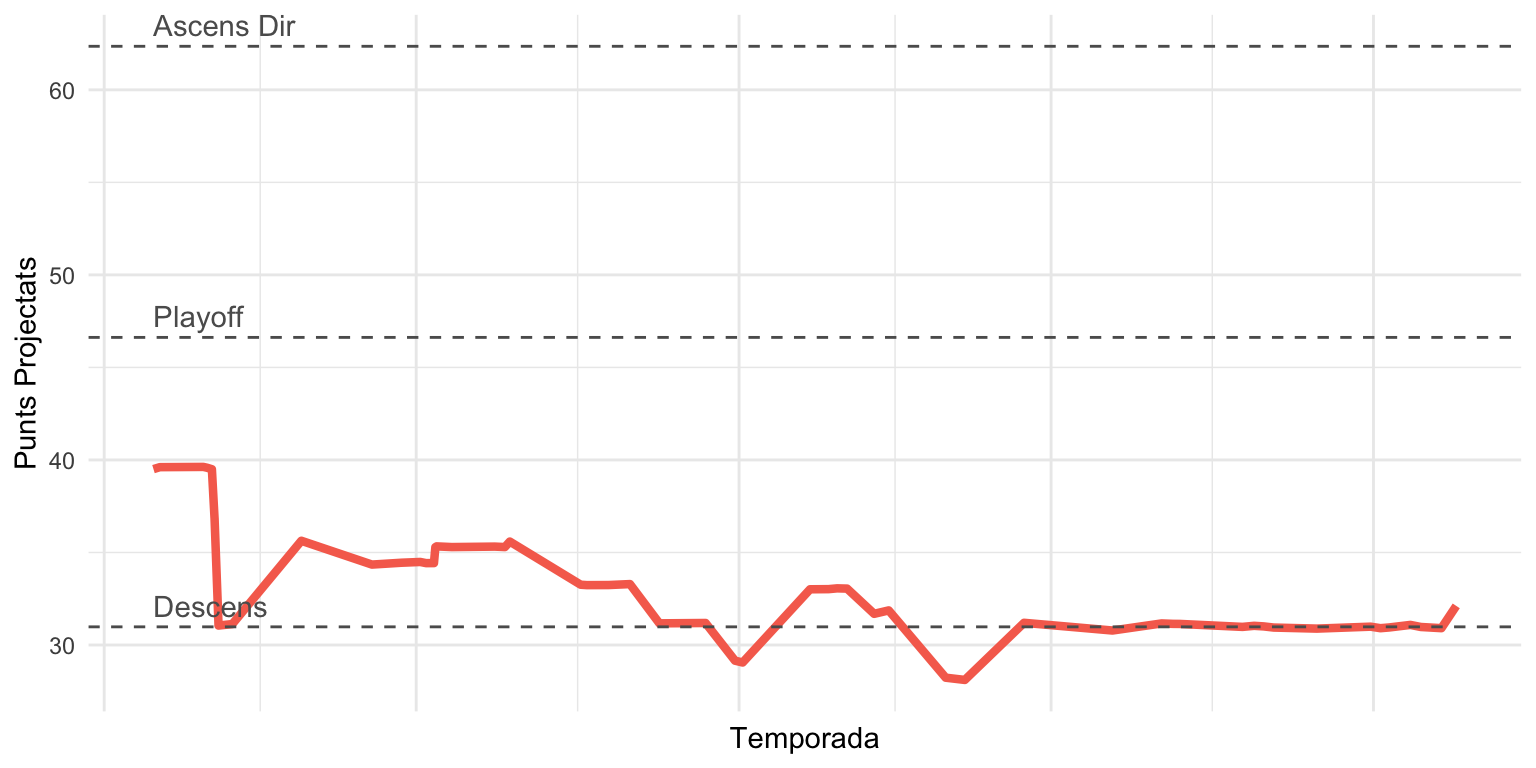 Ascens Dir
60
50
Playoff
40
Descens
30
Punts Projectats
Temporada